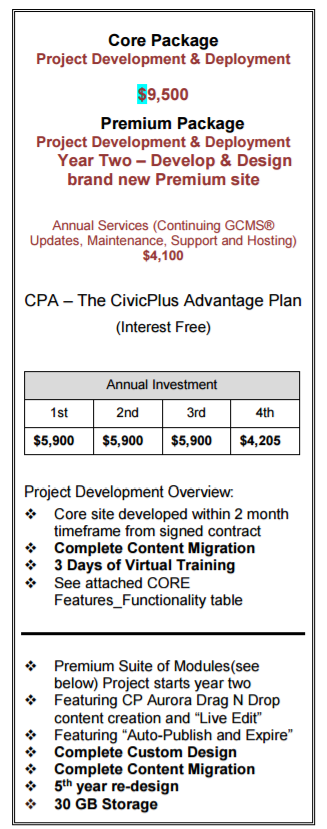 Core Package
Project Development & Deployment
$9,500
Premium Package
Project Development & Deployment
Year Two – Develop & Design
brand new Premium site
Annual Services (Continuing GCMS®
Updates, Maintenance, Support and Hosting)
$4,100
CPA – The CivicPlus Advantage Plan
(Interest Free)
Annual Investment
1st 2nd 3rd 4th
$5,900 $5,900 $5,900 $4,205
Project Development Overview:
❖ Core site developed within 2 month
timeframe from signed contract
❖ Complete Content Migration
❖ 3 Days of Virtual Training
❖ See attached CORE
Features_Functionality table
❖ Premium Suite of Modules(see
below) Project starts year two
❖ Featuring CP Aurora Drag N Drop
content creation and “Live Edit”
❖ Featuring “Auto-Publish and Expire”
❖ Complete Custom Design
❖ Complete Content Migration
❖ 5th year re-design
❖ 30 GB Storage